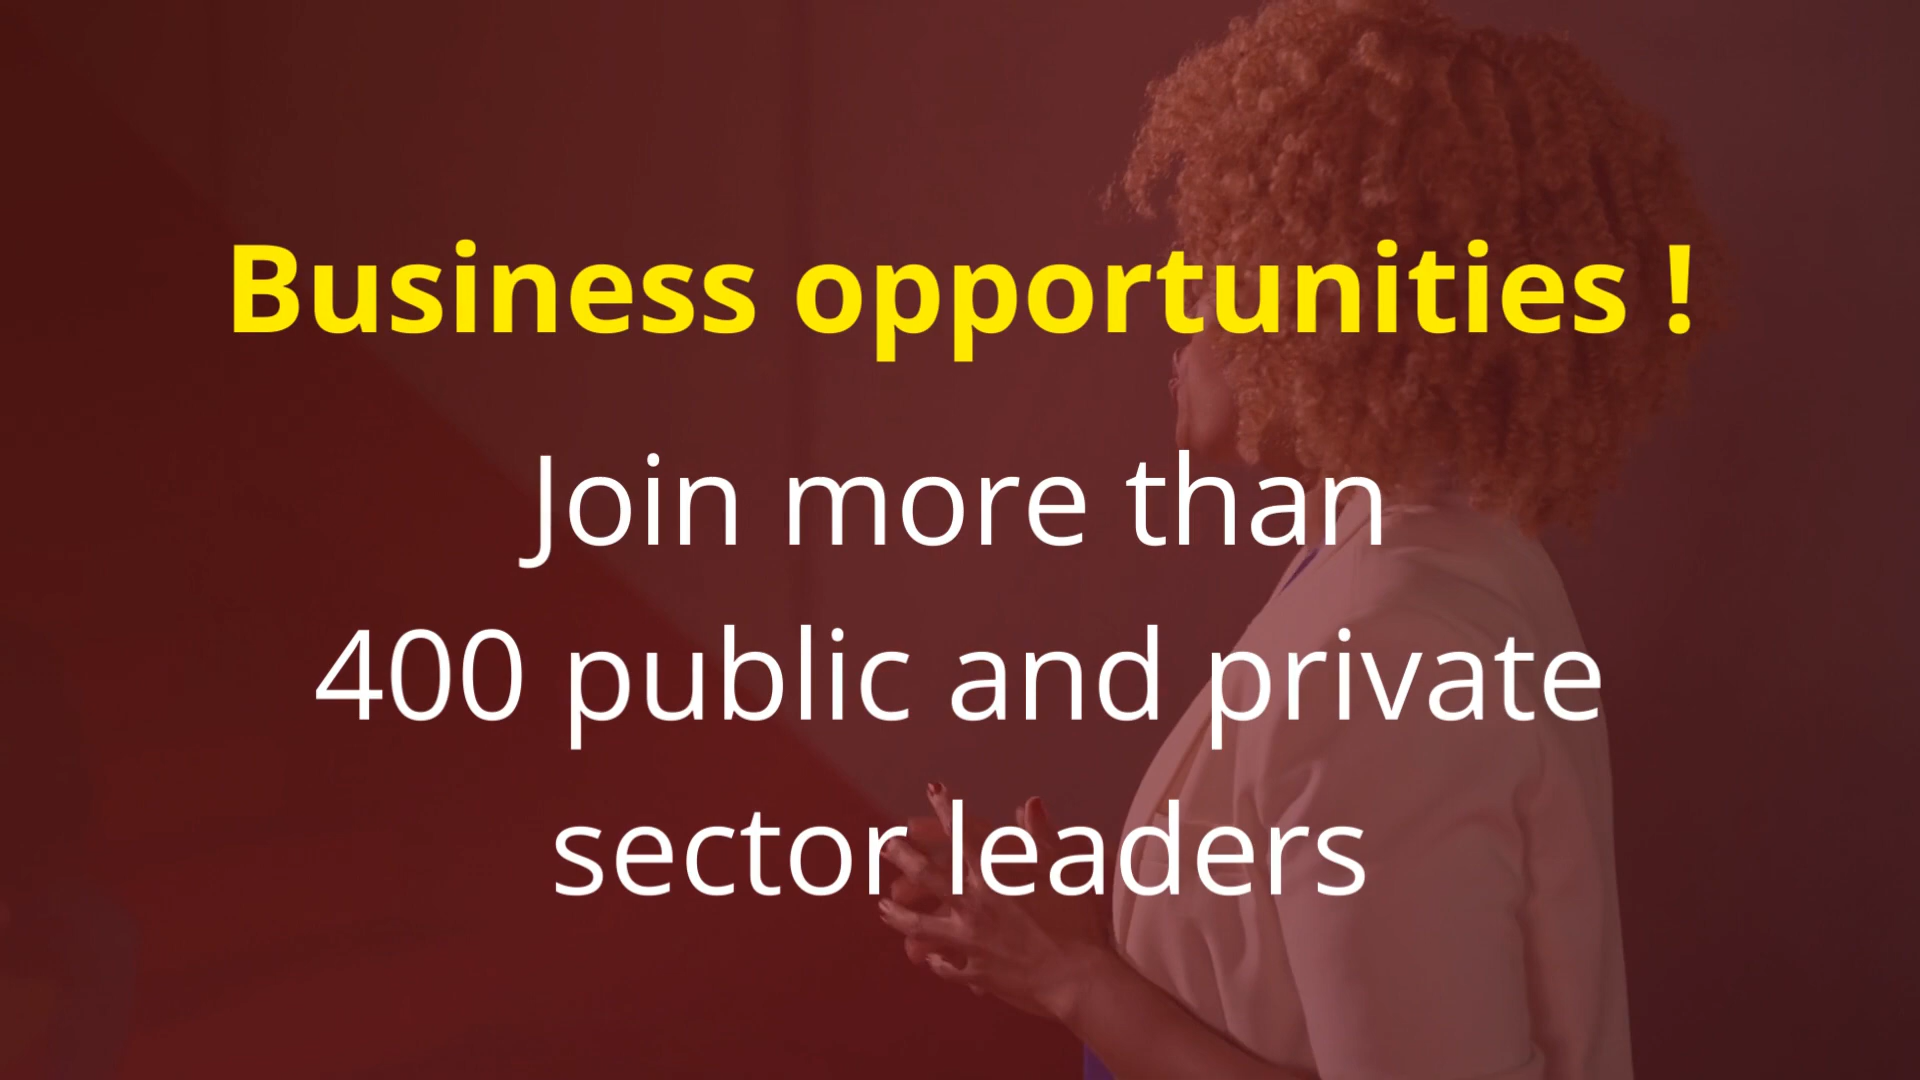 Business opportunities !
Join more than
400 public and private
sector leaders